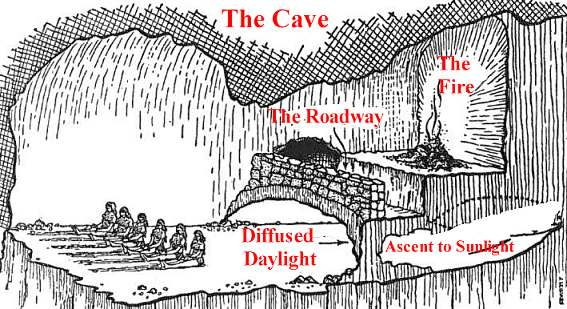 The Cave
The
Fire
The Roadway
Diffused
Daylight
Ascent to Sunlight